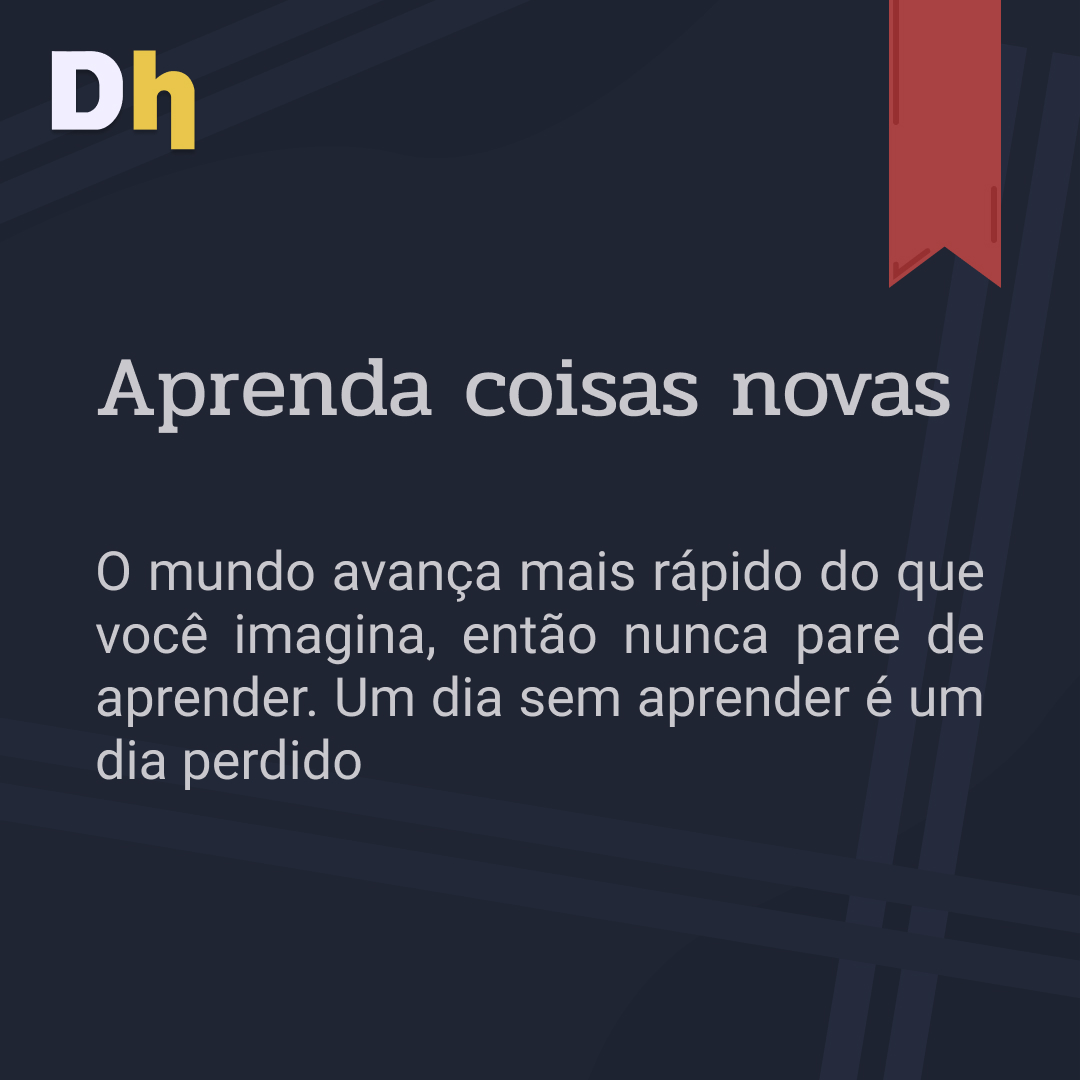 Dh
Aprenda coisas novas
O mundo avança mais rápido do que
você imagina, então nunca pare de
aprender. Um dia sem aprender é um
dia perdido